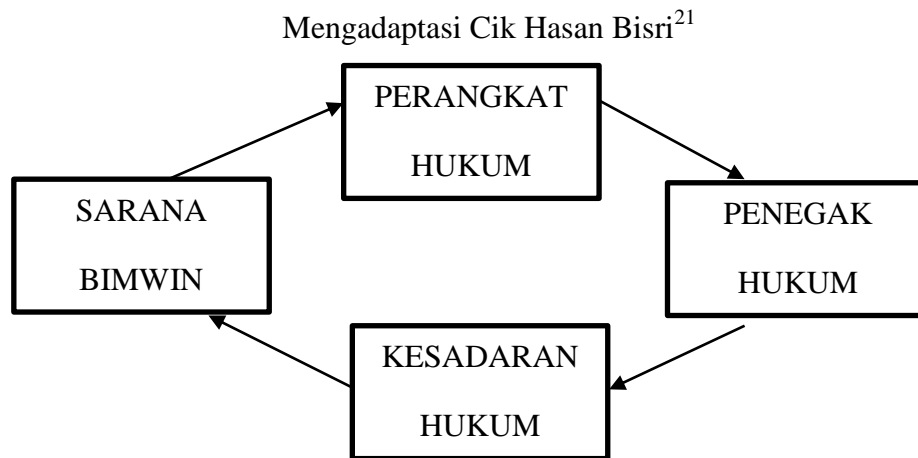 Mengadaptasi Cik Hasan Bisri21
PERANGKAT
HUKUM
SARANA
BIMWIN
PENEGAK
HUKUM
KESADARAN
HUKUM